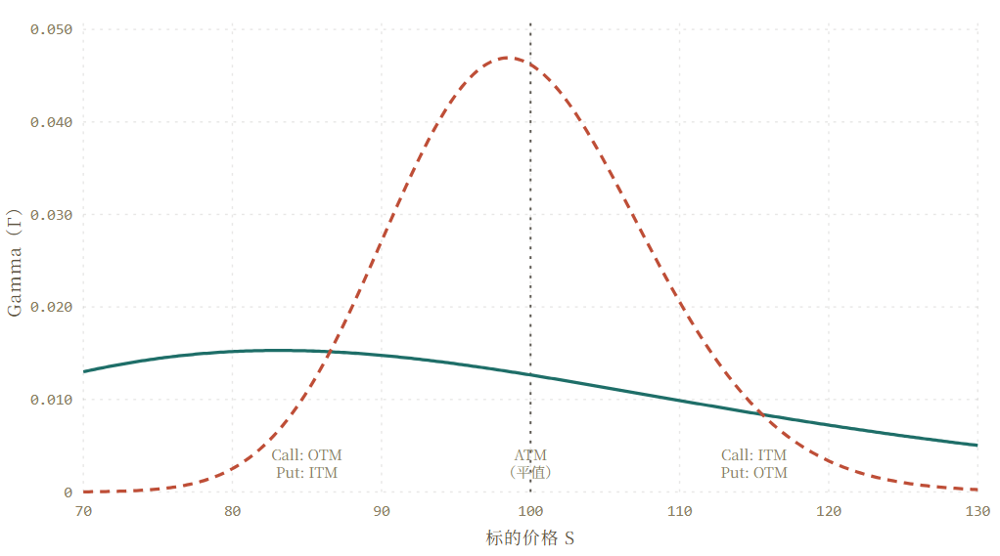 0.050
0.040
0.030
0.020
0.010
0
Gamma（Γ）
Call: OTM
Put: ITM
ATM
（平值）
Call: ITM
Put: OTM
70 80 90 100 110 120 130
标的价格 S